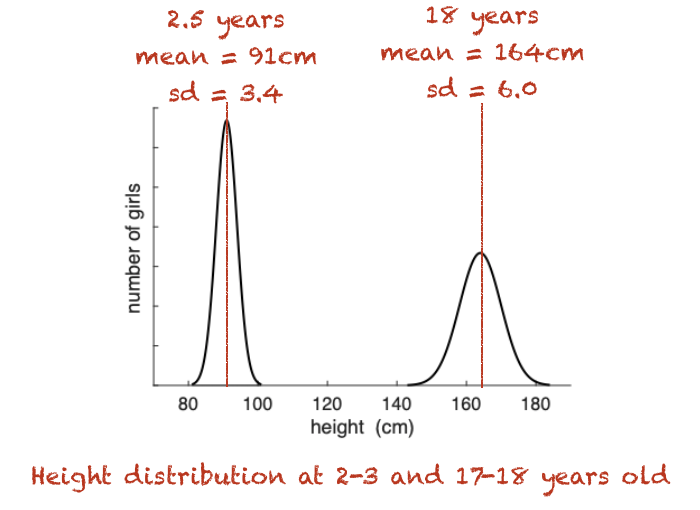 2.5 years
mean = 91cm
sd = 3.4
18 years
mean = 164cm
sd = 6.0
number of girls
80 100 120 140 160 180
height (cm)
Height distribution at 2-3 and 17-18 years old